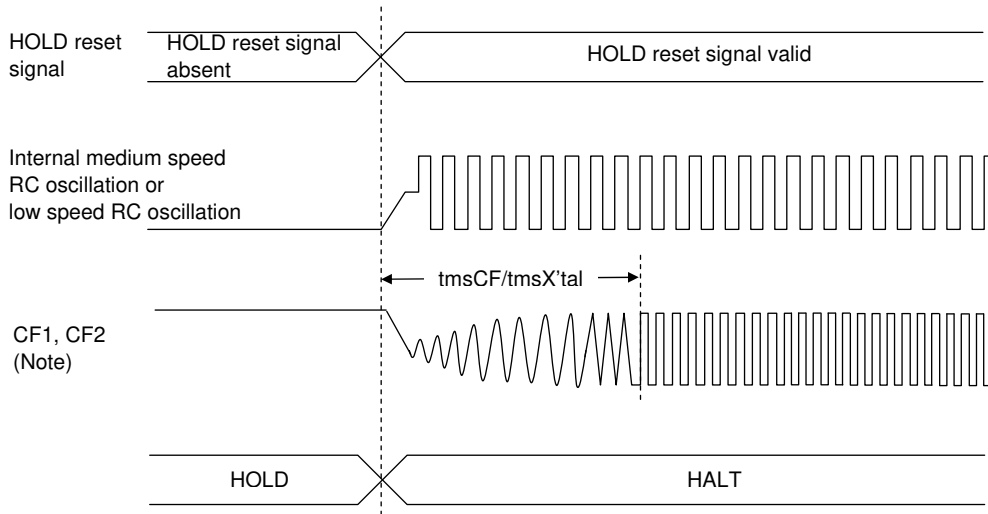 HOLD reset
signal
HOLD reset signal
absent
HOLD reset signal valid
Internal medium speed
RC oscillation or
low speed RC oscillation
tmsCF/tmsX'tal
CF1, CF2
(Note)
HOLD
HALT